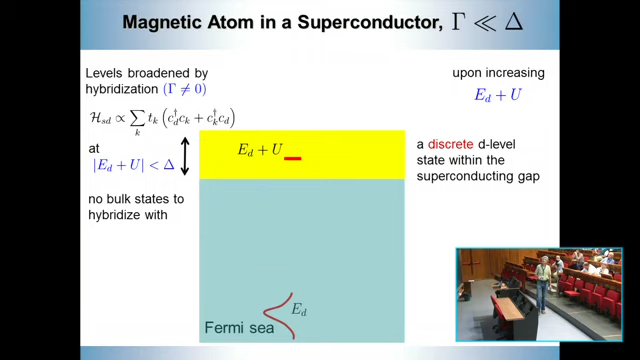 Magnetic Atom in a Superconductor, Γ ≪ Δ
Levels broadened by
hybridization (Γ ≠ 0)
ℋ_sd ∝ ∑_k t_k (c_d† c_k + c_k† c_d)
at
|E_d + U| < Δ
no bulk states to
hybridize with
E_d + U
E_d
Fermi sea
upon increasing
E_d + U
a discrete d-level
state within the
superconducting gap